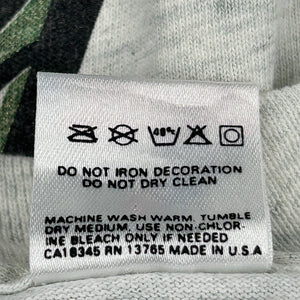 40°
DO NOT IRON DECORATION
DO NOT DRY CLEAN
MACHINE WASH WARM, TUMBLE
DRY MEDIUM, USE NON-CHLOR-
INE BLEACH ONLY IF NEEDED
CA18345 RN 13765 MADE IN U.S.A